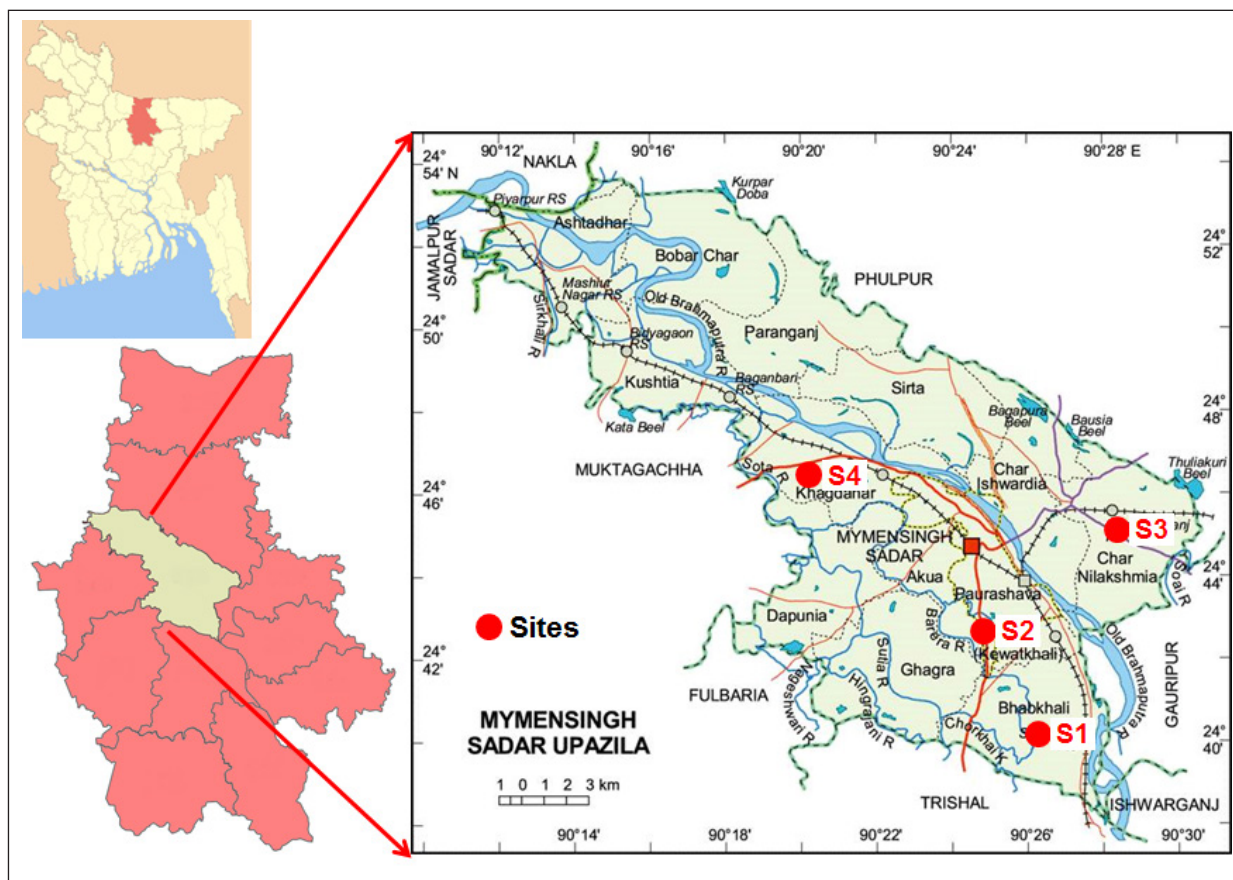 90°12'
90°16'
90°20'
90°24'
90°28' E
24°
54' N
NAKLA
Kurpar
Doba
Piyarpur RS
Ashtadhar
JAMALPUR
SADAR
Bobar Char
24°
52'
PHULPUR
Mashiur
Nagar RS
Old Brahmaputra R
24°
50'
Sirkhali R
Bidyagaon
RS
Paranganj
Kushtia
Baganbari
RS
Sirta
24°
48'
Bagapura
Beel
Bausia
Beel
Kata Beel
MUKTAGACHHA
Thuliakuri
Beel
Sota R
S4
Khagdahar
Char
Ishwardia
24°
46'
S3
MYMENSINGH
SADAR
Char
Nilakshmia
Soai R
24°
44'
Akua
Paurashava
Dapunia
Barera R
S2
(Kewatkhali)
Old Brahmaputra R
Sites
24°
42'
Sutia R
Ghagra
GAURIPUR
FULBARIA
Nageshwari R
Hingrajani R
Bhabkhali
S1
Chorkhai K
24°
40'
MYMENSINGH
SADAR UPAZILA
1 0 1 2 3 km
TRISHAL
ISHWARGANJ
90°14'
90°18'
90°22'
90°26'
90°30'